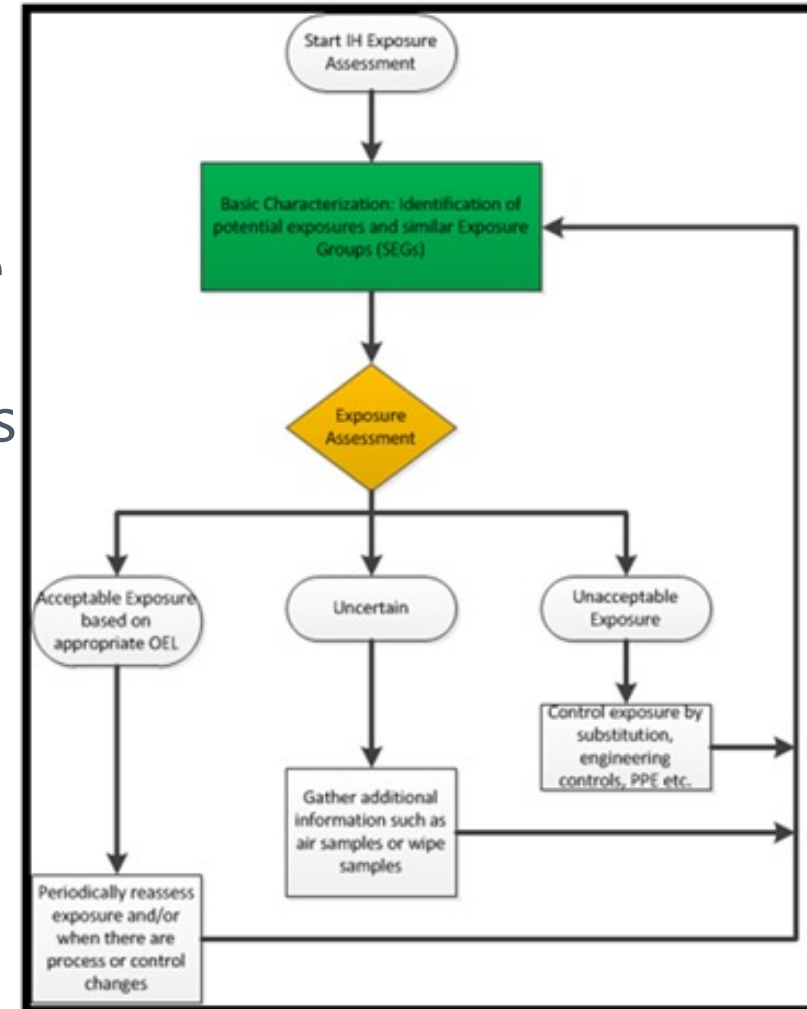 Start IH Exposure
Assessment
Basic Characterization: Identification of
potential exposures and similar Exposure
Groups (SEGs)
Exposure
Assessment
Acceptable Exposure
based on
appropriate OEL
Uncertain
Unacceptable
Exposure
Control exposure by
substitution,
engineering
controls, PPE etc.
Gather additional
information such as
air samples or wipe
samples
Periodically reassess
exposure and/or
when there are
process or control
changes